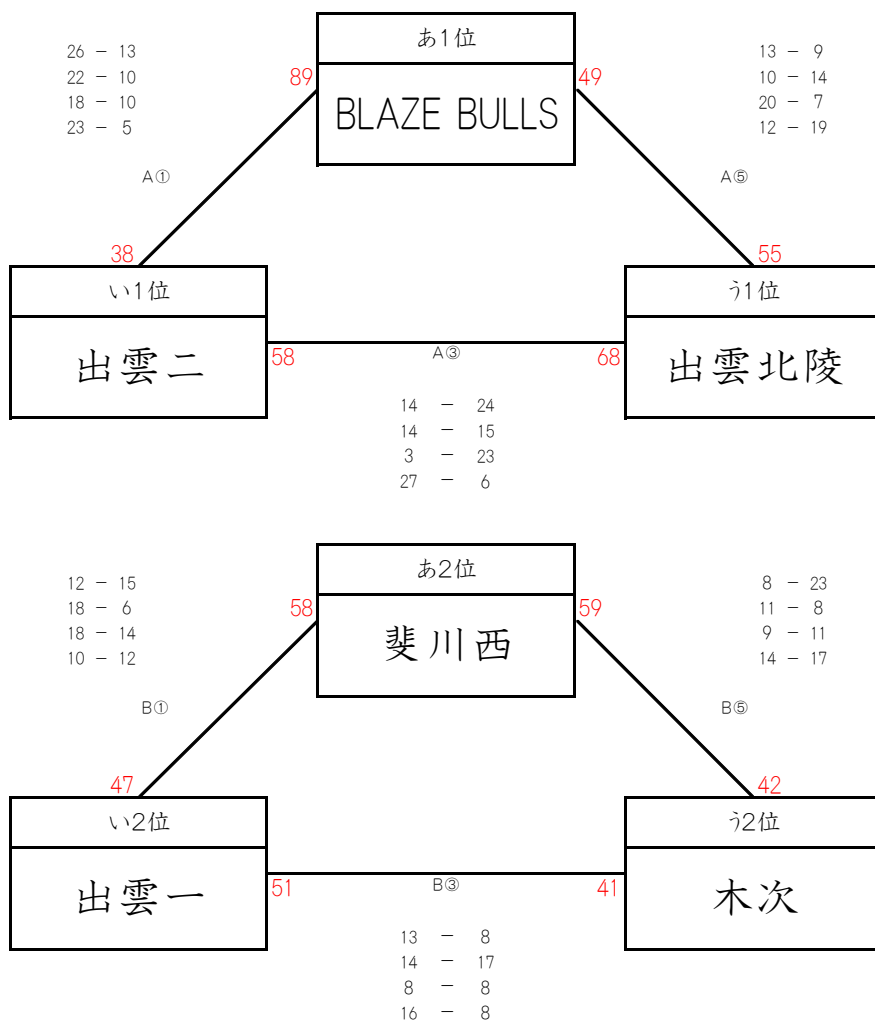 あ1位
BLAZE BULLS
26 － 13
22 － 10
18 － 10
23 － 5
89
49
13 － 9
10 － 14
20 － 7
12 － 19
A①
A⑤
38
55
い1位
出雲二
う1位
出雲北陵
58
A③
68
14 － 24
14 － 15
3 － 23
27 － 6
あ2位
斐川西
12 － 15
18 － 6
18 － 14
10 － 12
58
59
8 － 23
11 － 8
9 － 11
14 － 17
B①
B⑤
47
42
い2位
出雲一
う2位
木次
51
B③
41
13 － 8
14 － 17
8 － 8
16 － 8